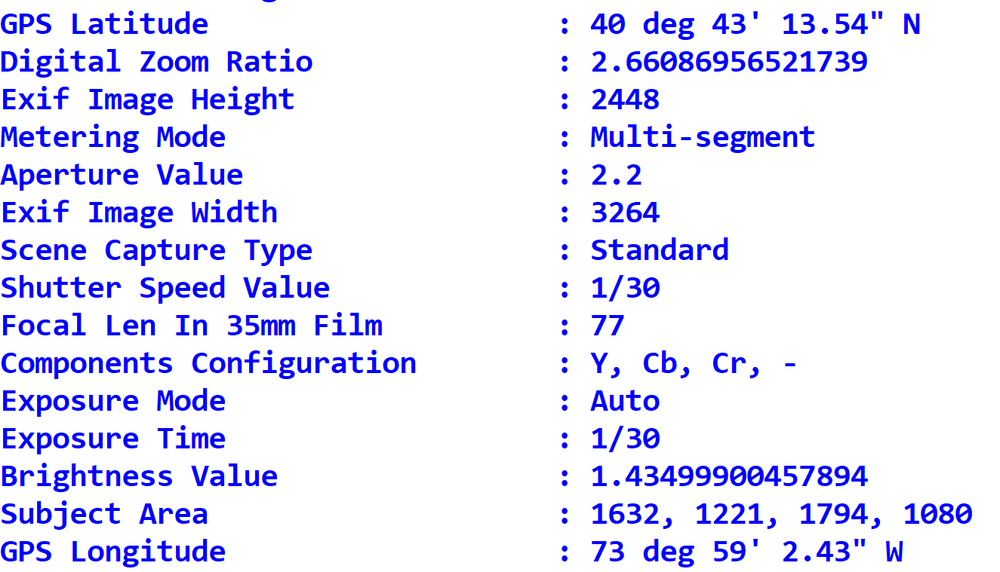 GPS Latitude : 40 deg 43' 13.54" N
Digital Zoom Ratio : 2.66086956521739
Exif Image Height : 2448
Metering Mode : Multi-segment
Aperture Value : 2.2
Exif Image Width : 3264
Scene Capture Type : Standard
Shutter Speed Value : 1/30
Focal Len In 35mm Film : 77
Components Configuration : Y, Cb, Cr, -
Exposure Mode : Auto
Exposure Time : 1/30
Brightness Value : 1.43499900457894
Subject Area : 1632, 1221, 1794, 1080
GPS Longitude : 73 deg 59' 2.43" W